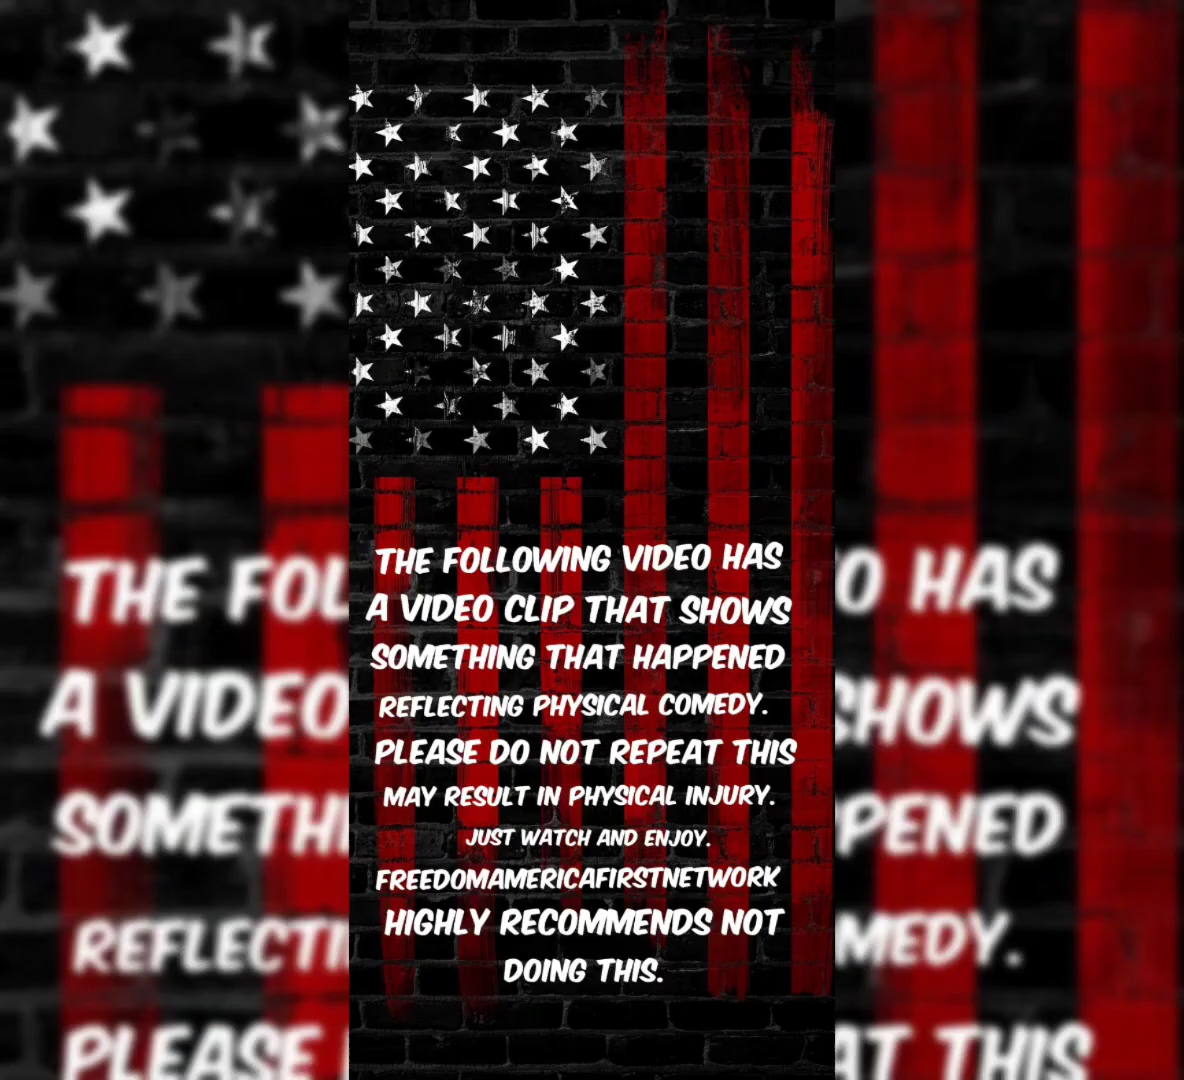 THE FOLLOWING VIDEO HAS
A VIDEO CLIP THAT SHOWS
SOMETHING THAT HAPPENED
REFLECTING PHYSICAL COMEDY.
PLEASE DO NOT REPEAT THIS
MAY RESULT IN PHYSICAL INJURY.
JUST WATCH AND ENJOY.
FREEDOMAMERICAFIRSTNETWORK
HIGHLY RECOMMENDS NOT
DOING THIS.